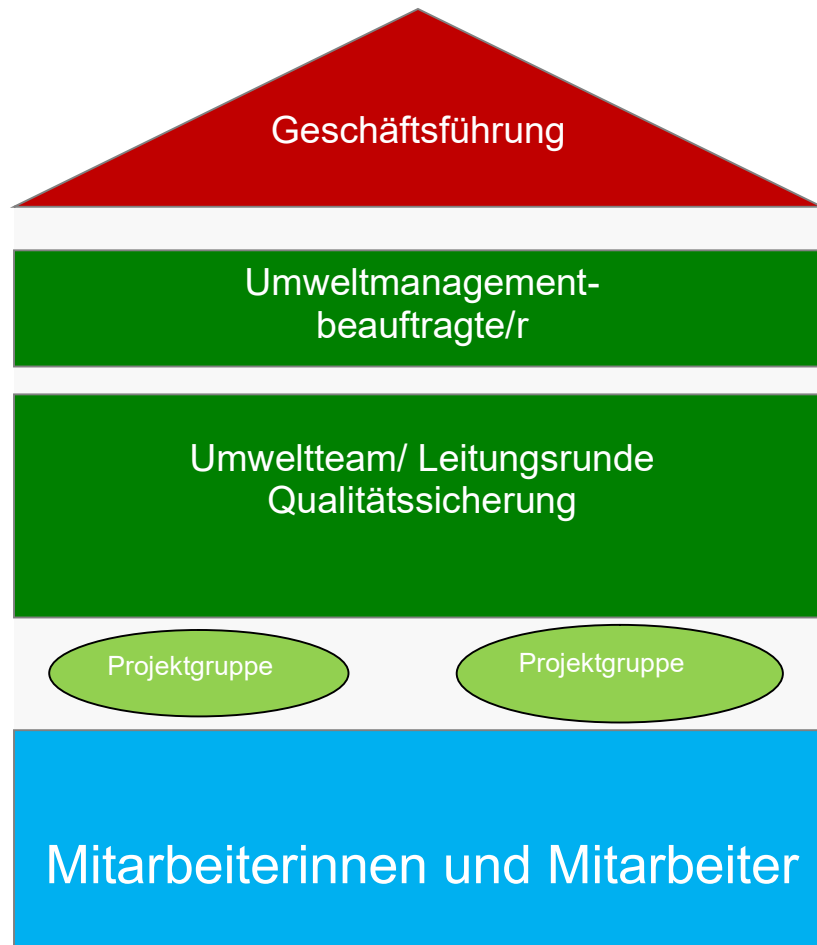 Geschäftsführung
Umweltmanagement-
beauftragte/r
Umweltteam/ Leitungsrunde
Qualitätssicherung
Projektgruppe
Projektgruppe
Mitarbeiterinnen und Mitarbeiter